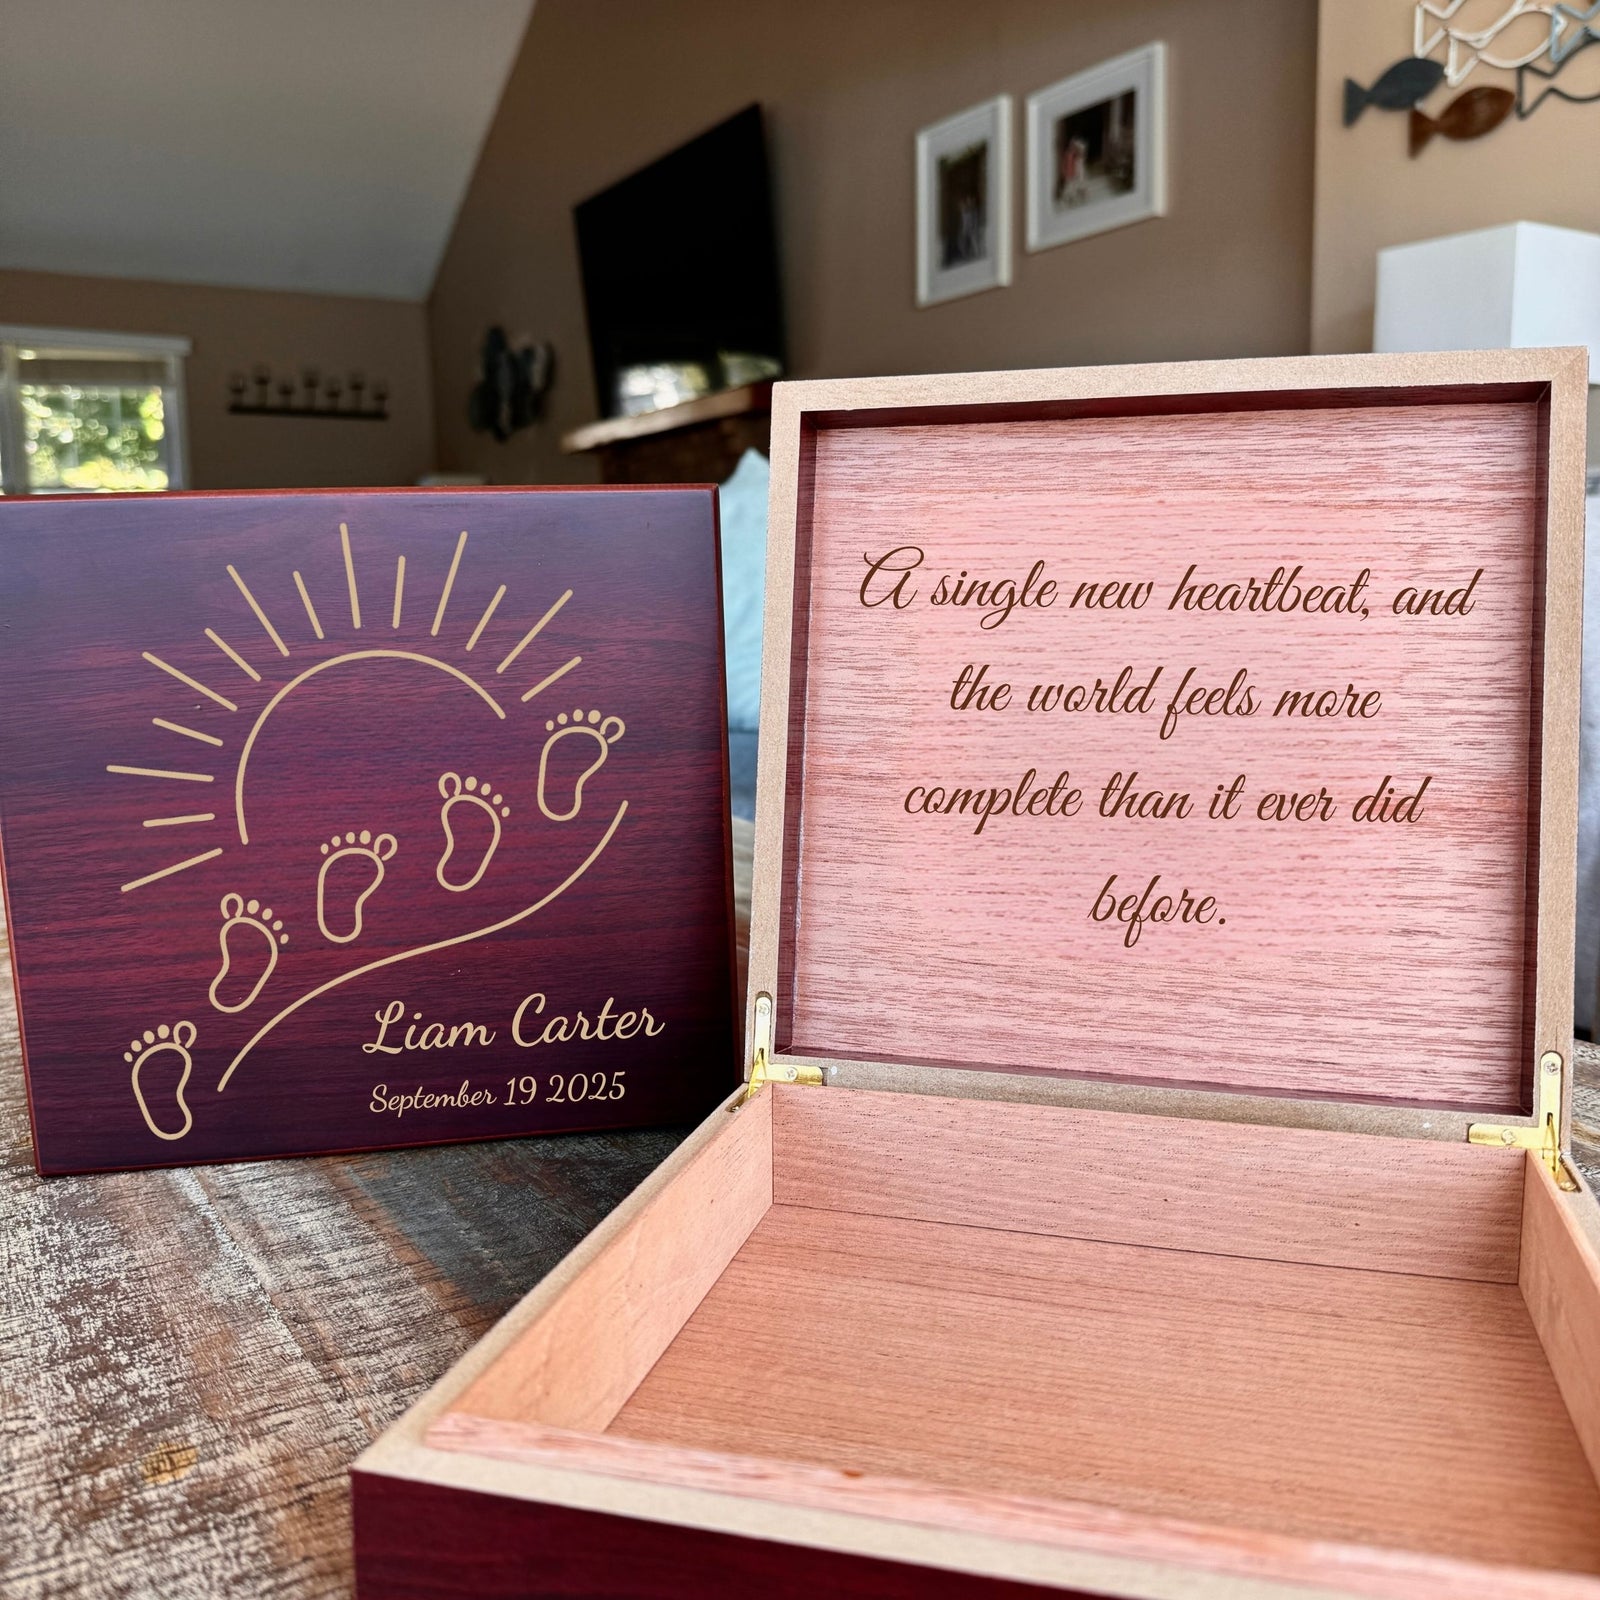 Liam Carter
September 19 2025
A single new heartbeat, and
the world feels more
complete than it ever did
before.